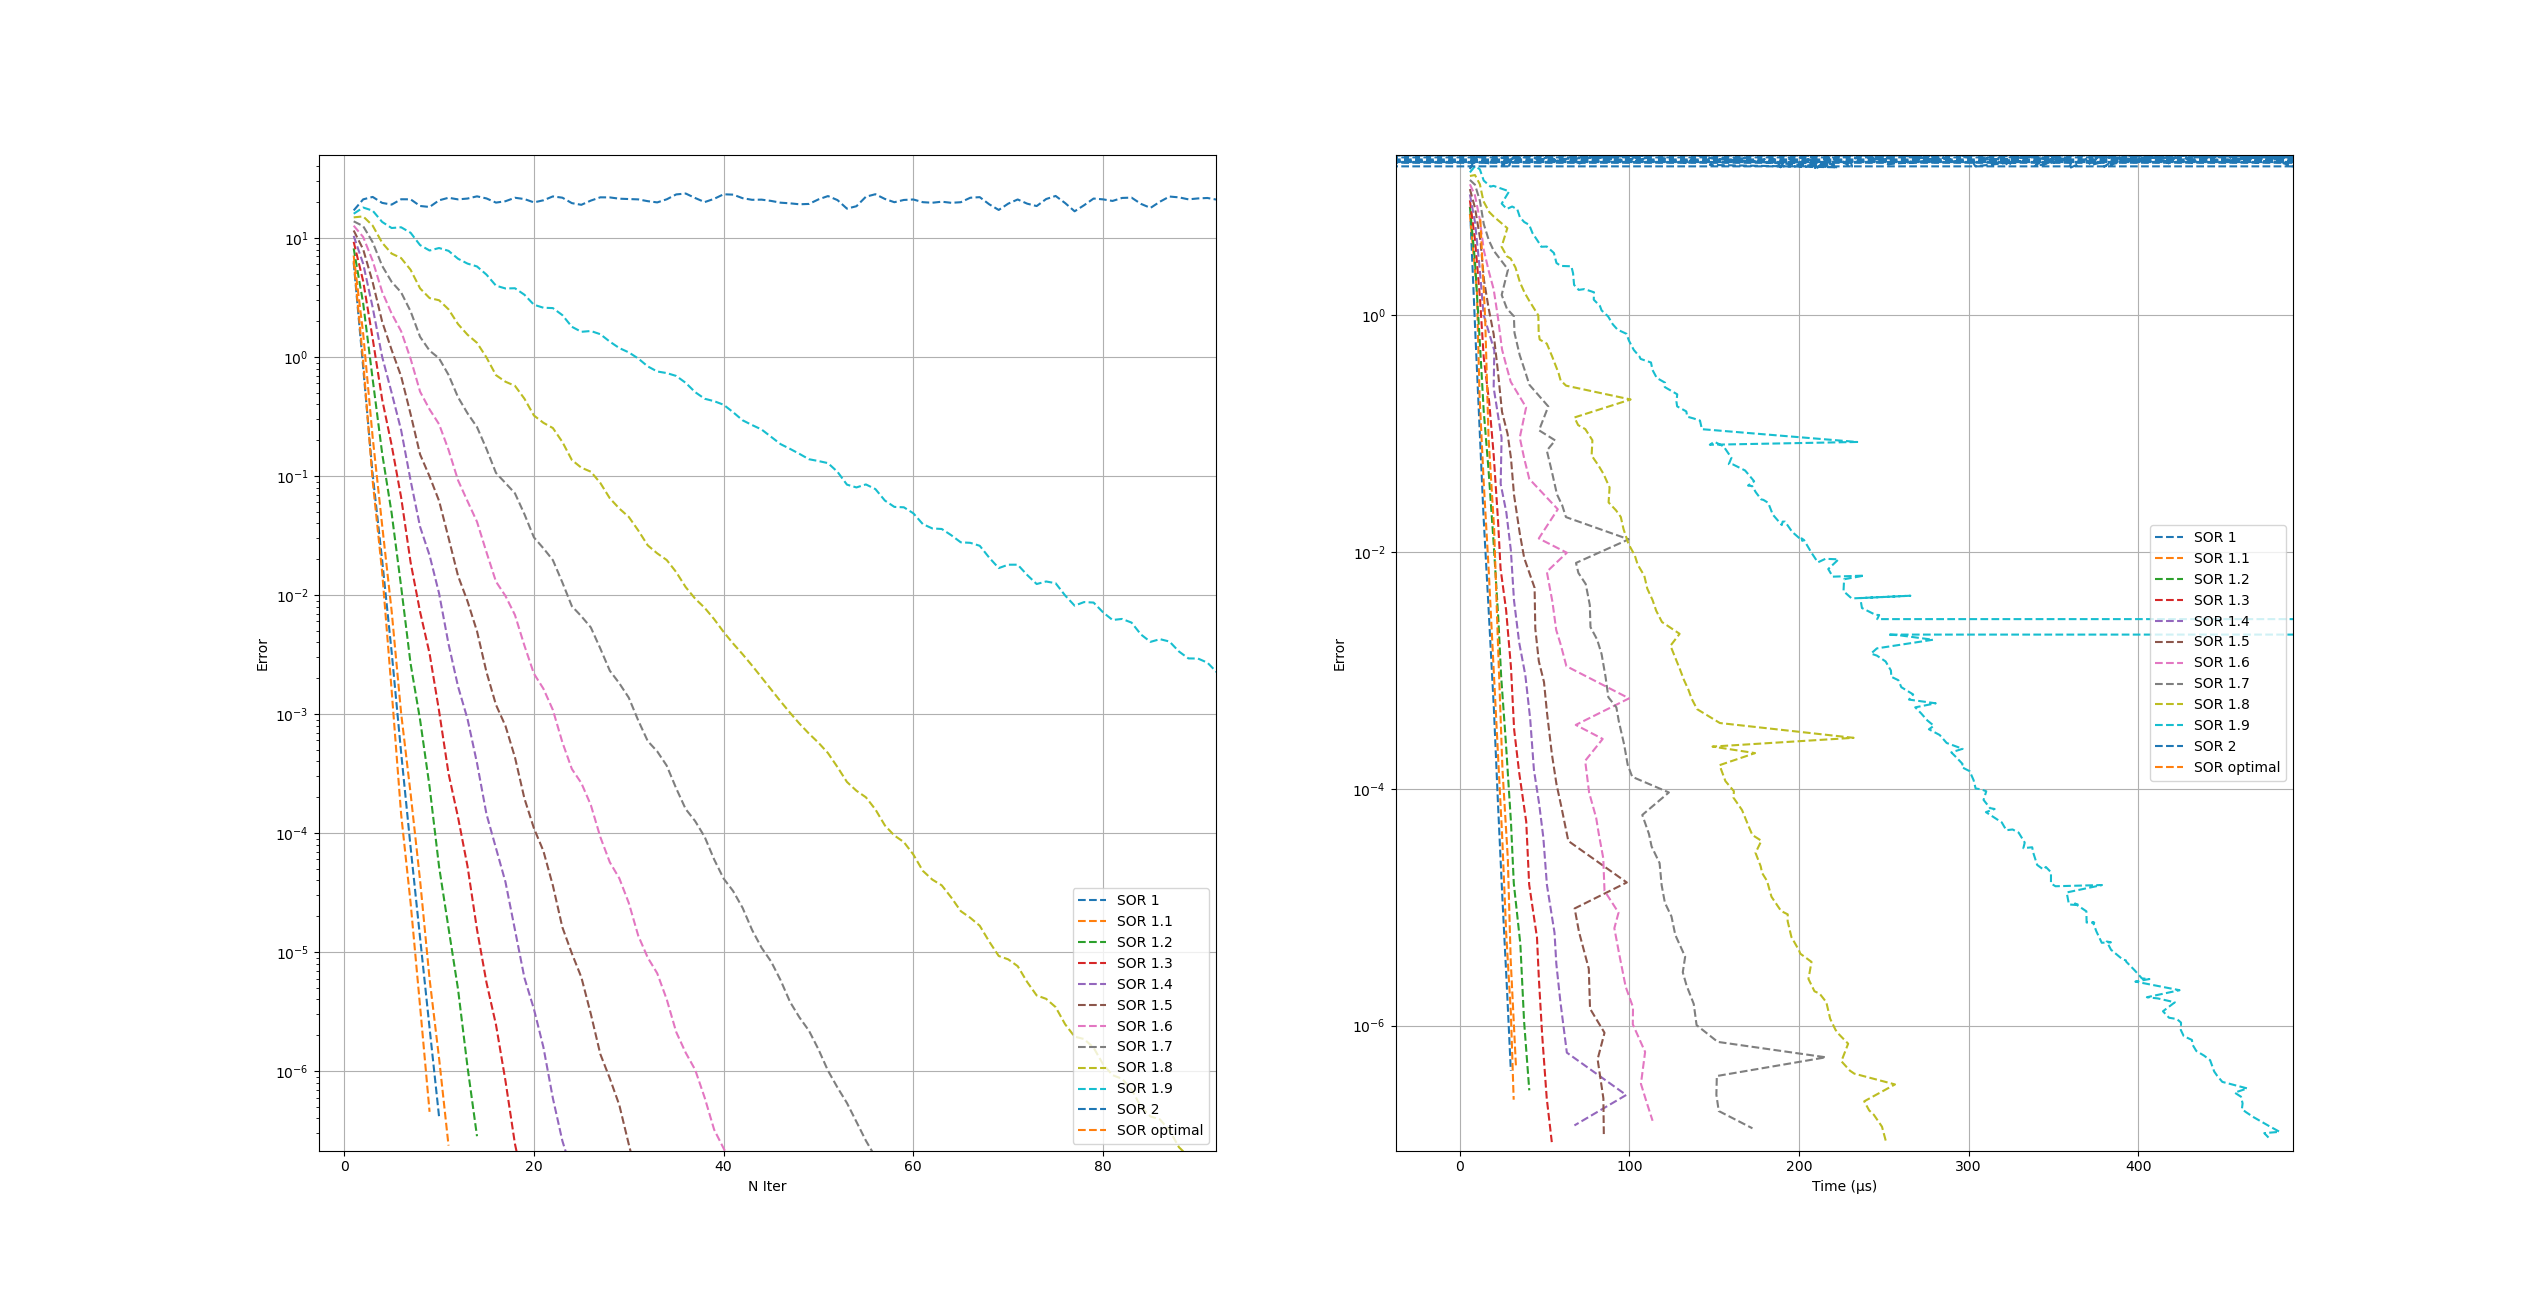 10^1
10^0
10^-1
10^-2
10^-3
10^-4
10^-5
10^-6
Error
0
20
40
60
80
N Iter
SOR 1
SOR 1.1
SOR 1.2
SOR 1.3
SOR 1.4
SOR 1.5
SOR 1.6
SOR 1.7
SOR 1.8
SOR 1.9
SOR 2
SOR optimal
10^0
10^-2
10^-4
10^-6
Error
0
100
200
300
400
Time (µs)
SOR 1
SOR 1.1
SOR 1.2
SOR 1.3
SOR 1.4
SOR 1.5
SOR 1.6
SOR 1.7
SOR 1.8
SOR 1.9
SOR 2
SOR optimal